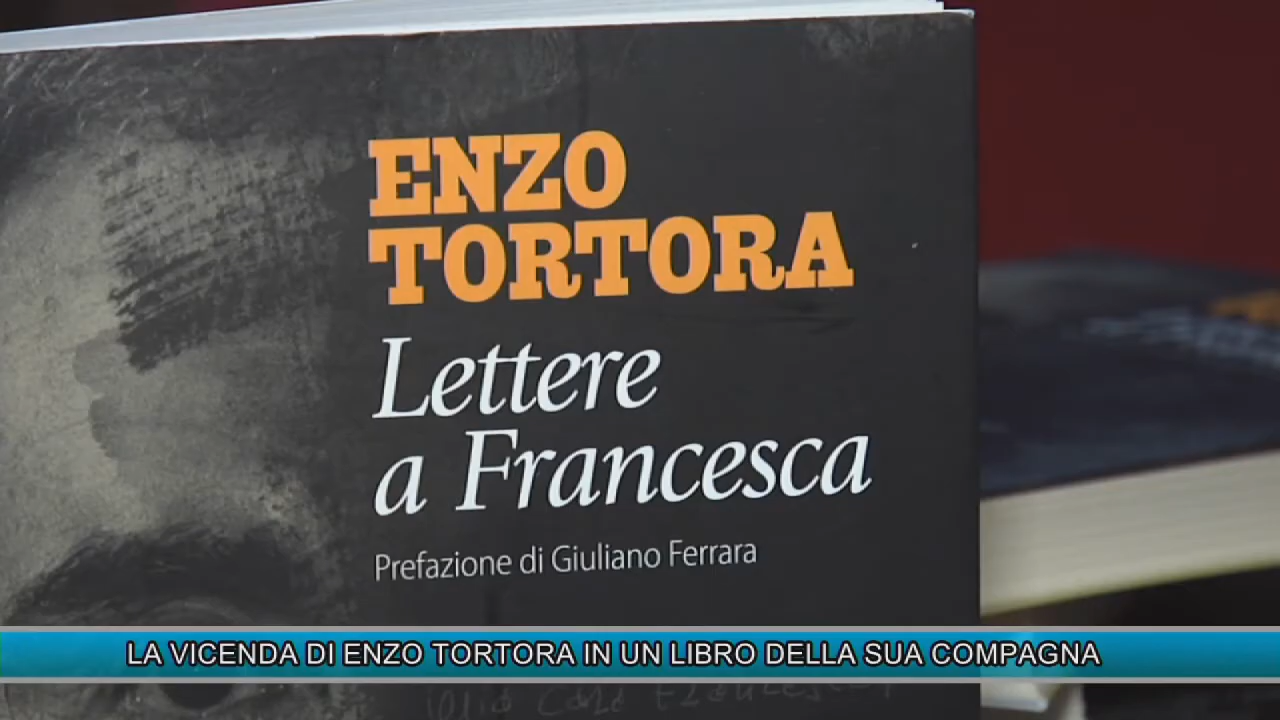 ENZO
TORTORA
Lettere
a Francesca
Prefazione di Giuliano Ferrara
LA VICENDA DI ENZO TORTORA IN UN LIBRO DELLA SUA COMPAGNA